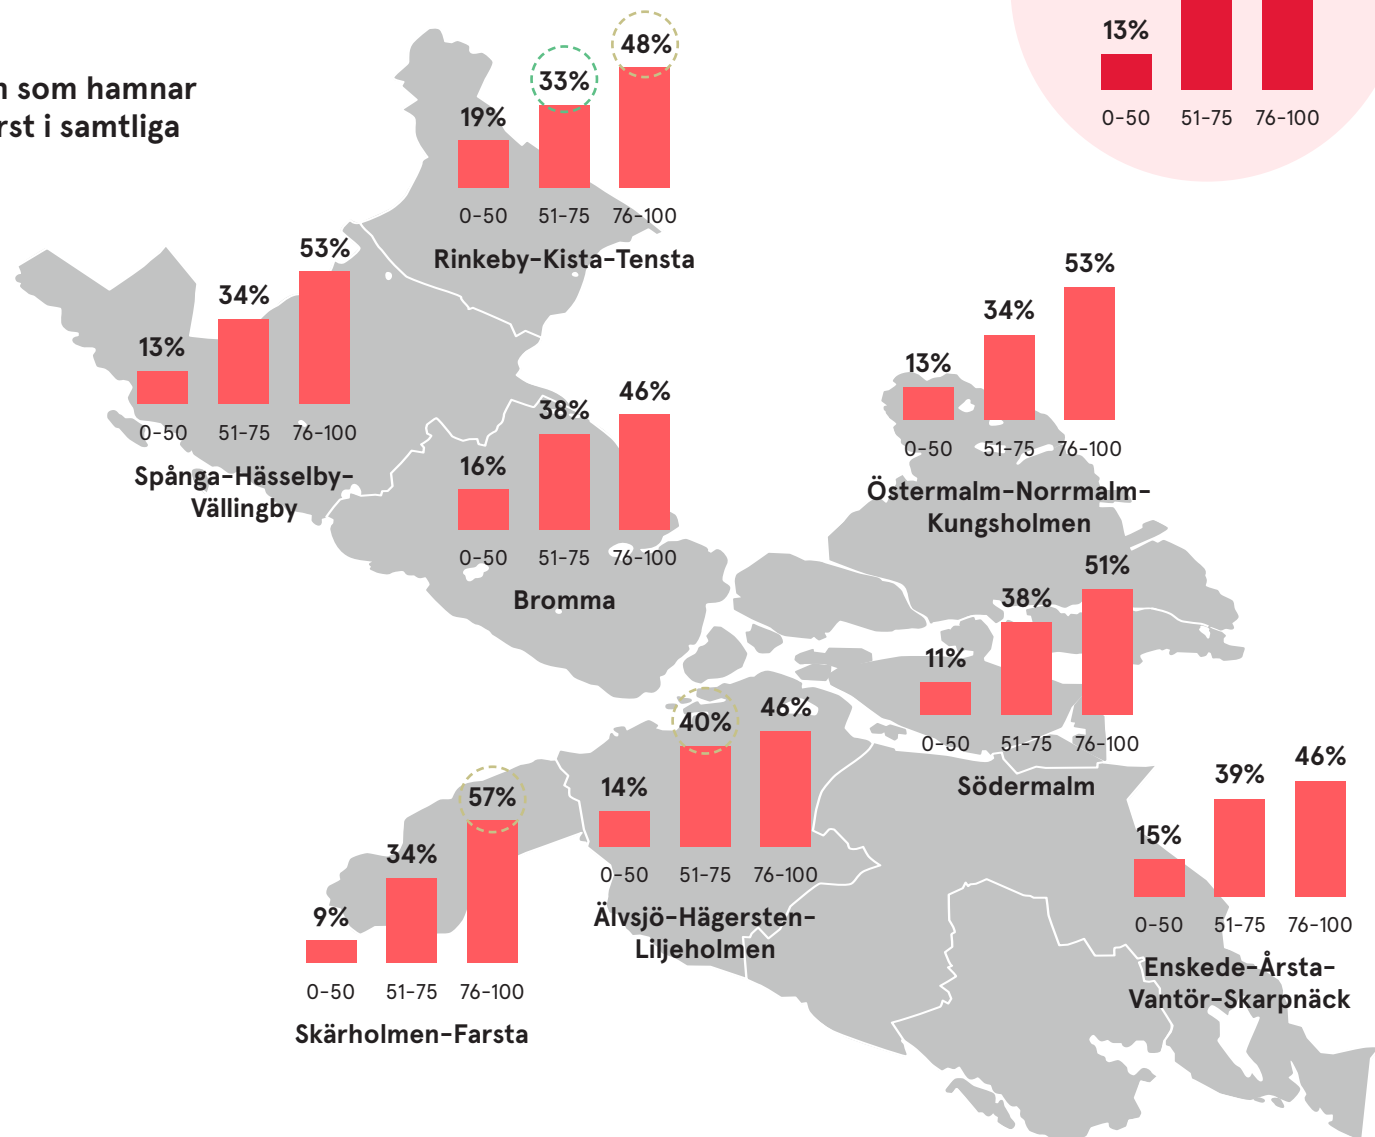 som hamnar
i samtliga
13%
0-50 51-75 76-100
48%
33%
19%
0-50 51-75 76-100
Rinkeby-Kista-Tensta
53%
34%
13%
0-50 51-75 76-100
Spånga-Hässelby-
Vällingby
53%
34%
13%
0-50 51-75 76-100
Östermalm-Norrmalm-
Kungsholmen
46%
38%
16%
0-50 51-75 76-100
Bromma
51%
38%
11%
0-50 51-75 76-100
Södermalm
46%
40%
14%
0-50 51-75 76-100
Älvsjö-Hägersten-
Liljeholmen
57%
34%
9%
0-50 51-75 76-100
Skärholmen-Farsta
46%
39%
15%
0-50 51-75 76-100
Enskede-Årsta-
Vantör-Skarpnäck